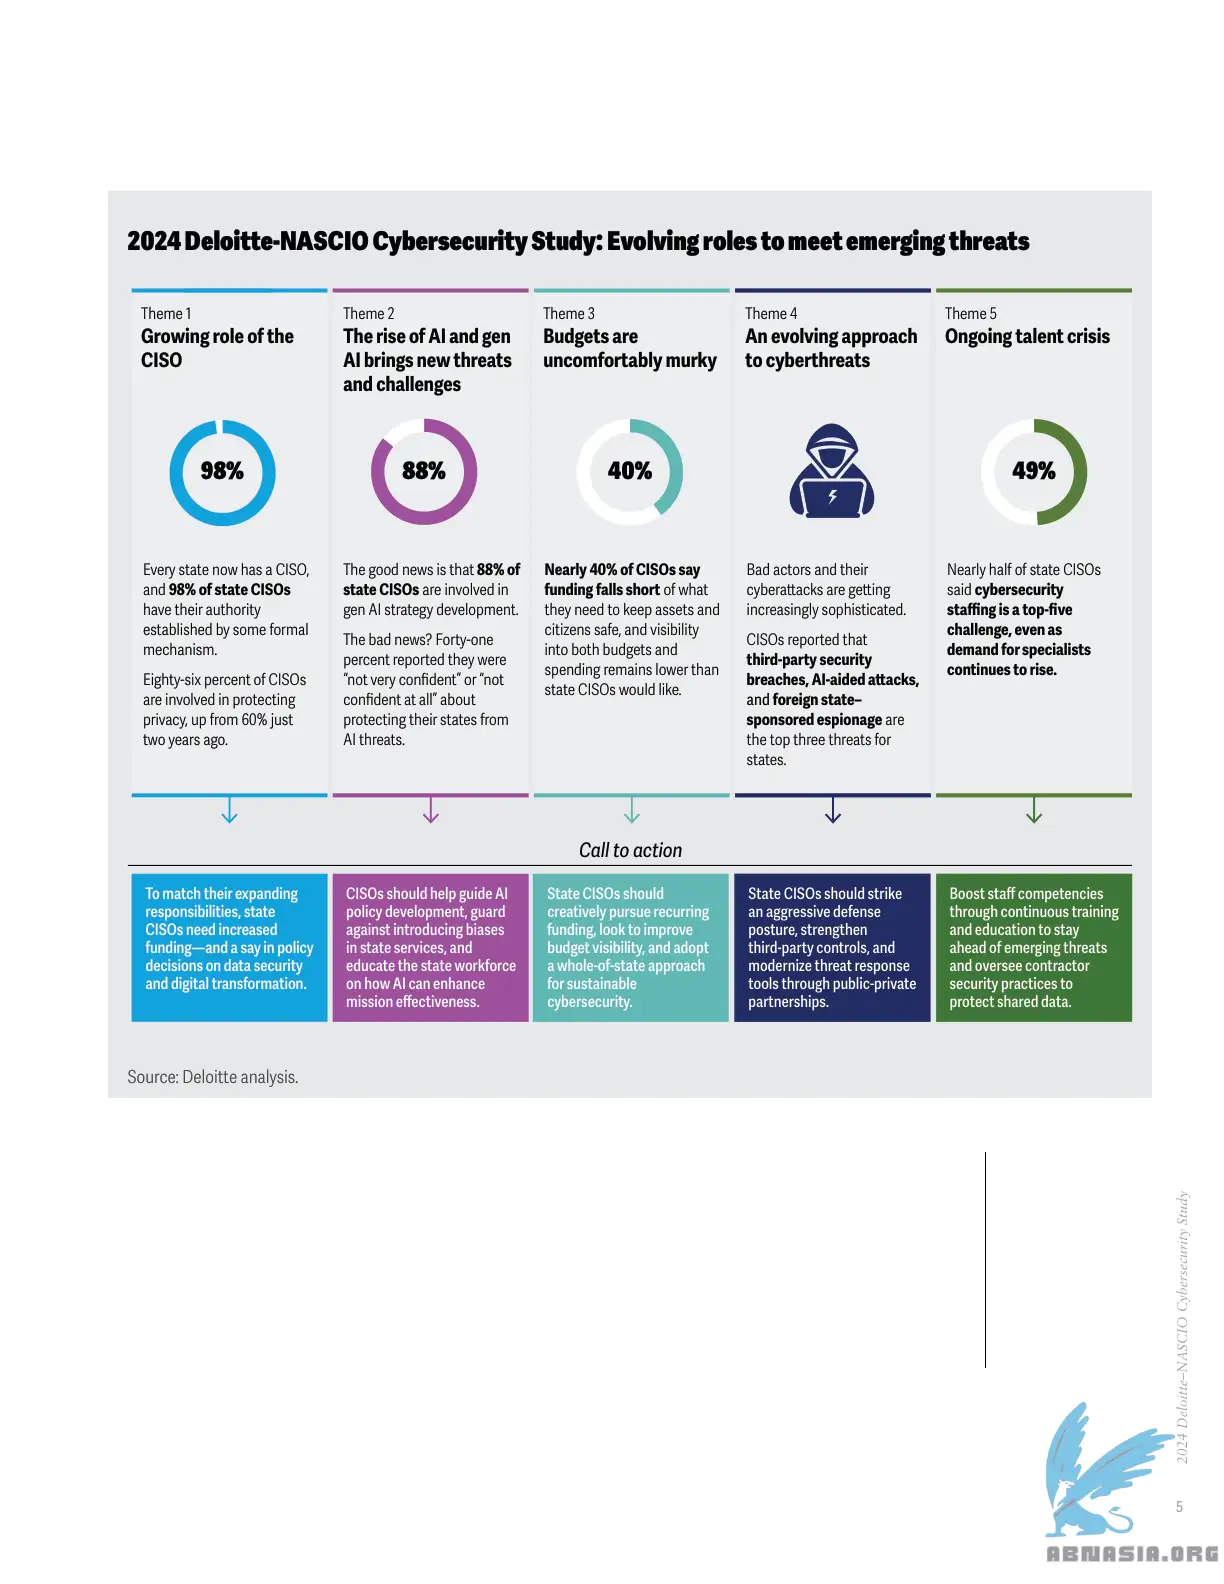 2024 Deloitte-NASCIO Cybersecurity Study: Evolving roles to meet emerging threats
Theme 1
Growing role of the
CISO
98%
Every state now has a CISO,
and 98% of state CISOs
have their authority
established by some formal
mechanism.
Eighty-six percent of CISOs
are involved in protecting
privacy, up from 60% just
two years ago.
Theme 2
The rise of AI and gen
AI brings new threats
and challenges
88%
The good news is that 88% of
state CISOs are involved in
gen AI strategy development.
The bad news? Forty-one
percent reported they were
“not very confident” or “not
confident at all” about
protecting their states from
AI threats.
Theme 3
Budgets are
uncomfortably murky
40%
Nearly 40% of CISOs say
funding falls short of what
they need to keep assets and
citizens safe, and visibility
into both budgets and
spending remains lower than
state CISOs would like.
Theme 4
An evolving approach
to cyberthreats
Bad actors and their
cyberattacks are getting
increasingly sophisticated.
CISOs reported that
third-party security
breaches, AI-aided attacks,
and foreign state–
sponsored espionage are
the top three threats for
states.
Theme 5
Ongoing talent crisis
49%
Nearly half of state CISOs
said cybersecurity
staffing is a top-five
challenge, even as
demand for specialists
continues to rise.
Call to action
To match their expanding
responsibilities, state
CISOs need increased
funding—and a say in policy
decisions on data security
and digital transformation.
CISOs should help guide AI
policy development, guard
against introducing biases
in state services, and
educate the state workforce
on how AI can enhance
mission effectiveness.
State CISOs should
creatively pursue recurring
funding, look to improve
budget visibility, and adopt
a whole-of-state approach
for sustainable
cybersecurity.
State CISOs should strike
an aggressive defense
posture, strengthen
third-party controls, and
modernize threat response
tools through public-private
partnerships.
Boost staff competencies
through continuous training
and education to stay
ahead of emerging threats
and oversee contractor
security practices to
protect shared data.
Source: Deloitte analysis.
2024 Deloitte–NASCIO Cybersecurity Study
5
ABNASIA.ORG